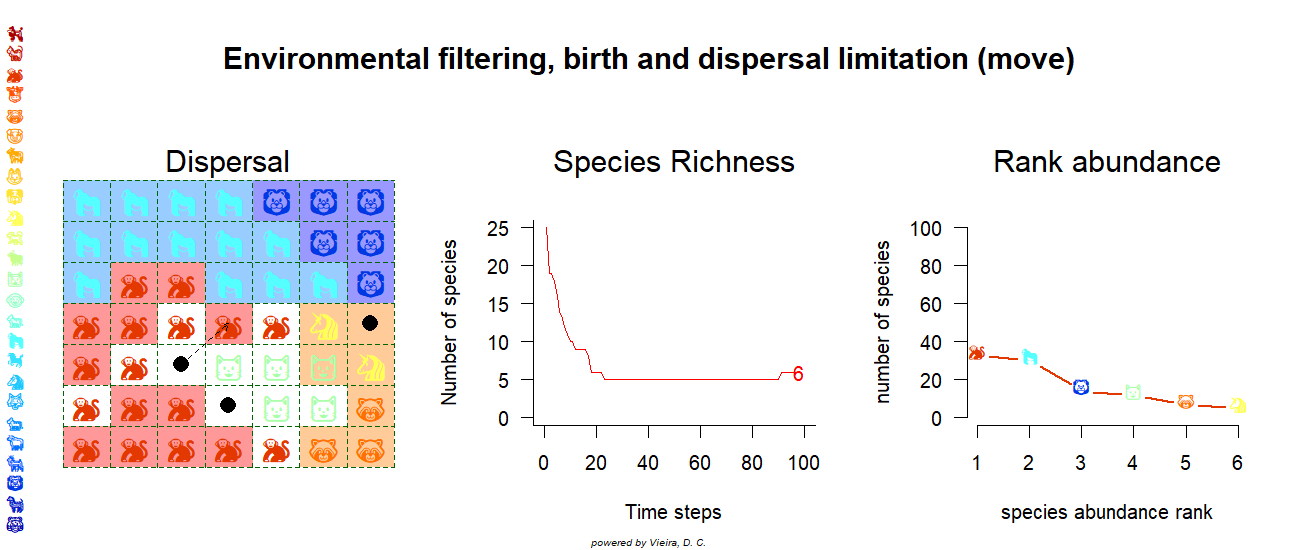 Environmental filtering, birth and dispersal limitation (move)
Dispersal
Species Richness
Number of species
25
20
15
10
5
0
6
0 20 40 60 80 100
Time steps
Rank abundance
number of species
100
80
60
40
20
0
1 2 3 4 5 6
species abundance rank
powered by Vieira, D. C.